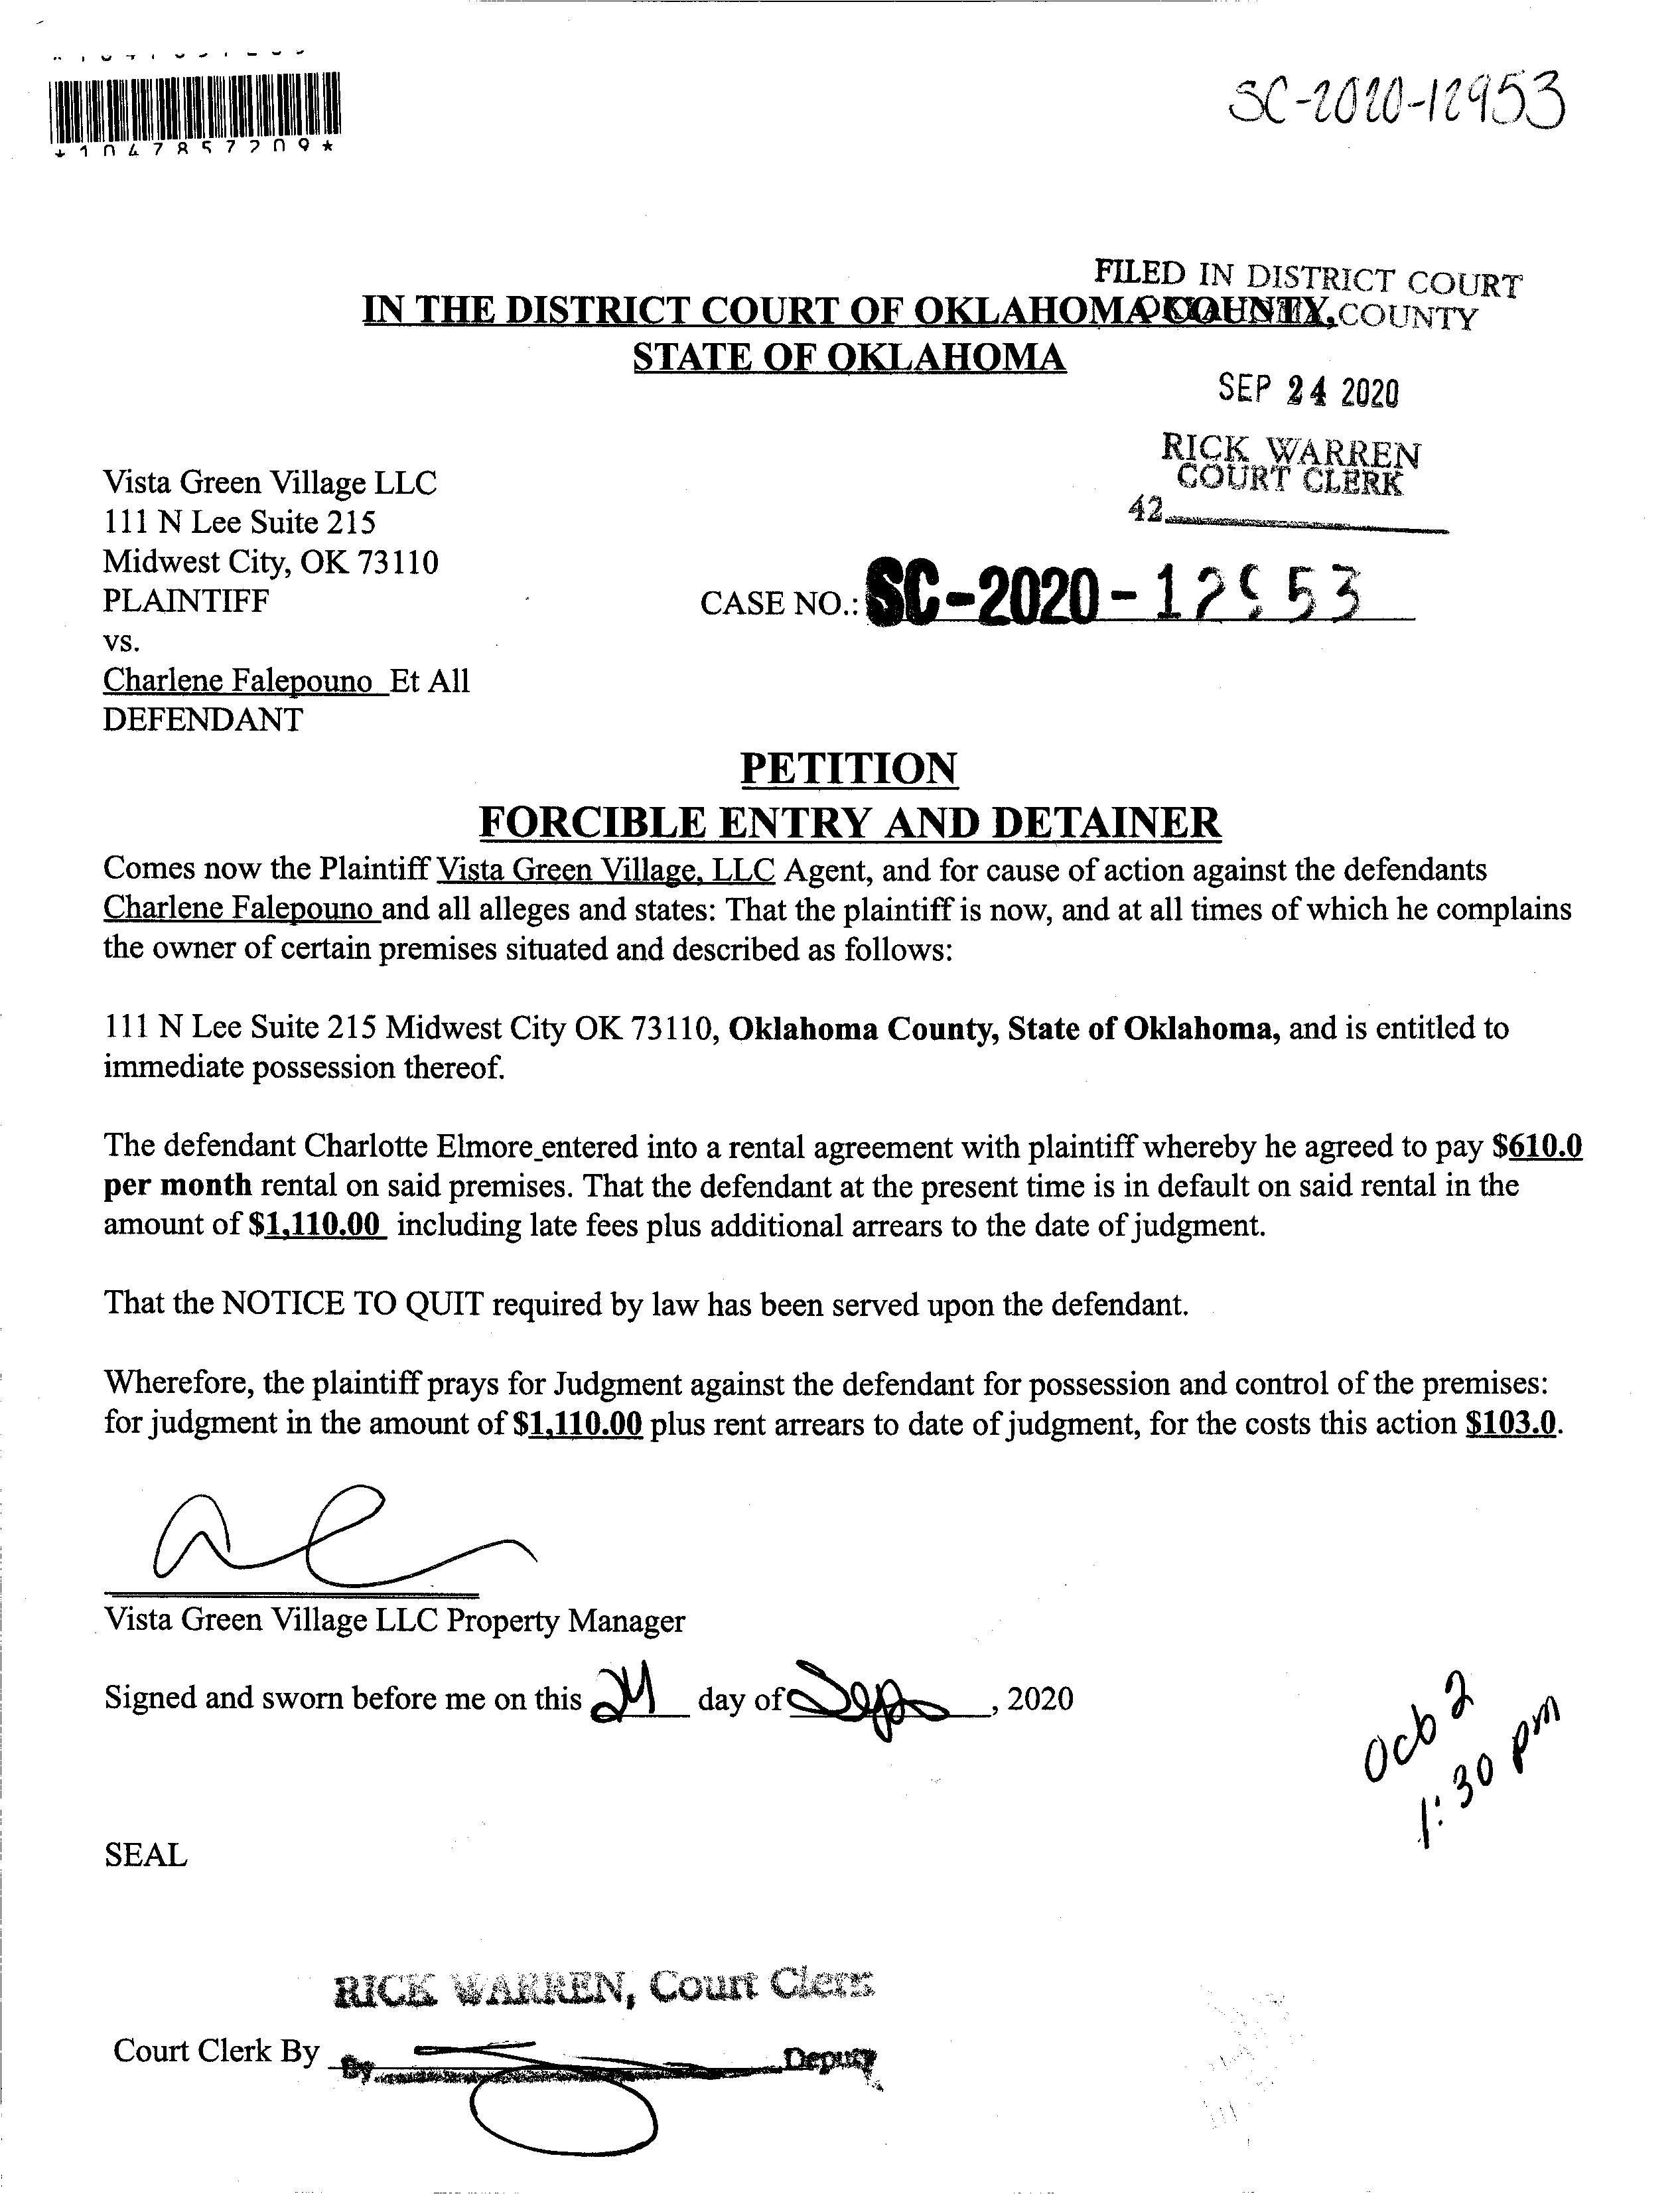 *1047857209*
SC-2020-12953
FILED IN DISTRICT COURT
IN THE DISTRICT COURT OF OKLAHOMA COUNTY,
COUNTY
STATE OF OKLAHOMA
SEP 24 2020
RICK WARREN
COURT CLERK
42
Vista Green Village LLC
111 N Lee Suite 215
Midwest City, OK 73110
PLAINTIFF
CASE NO.: SC-2020-12953
vs.
Charlene Falepouno Et All
DEFENDANT
PETITION
FORCIBLE ENTRY AND DETAINER
Comes now the Plaintiff Vista Green Village, LLC Agent, and for cause of action against the defendants
Charlene Falepouno and all alleges and states: That the plaintiff is now, and at all times of which he complains
the owner of certain premises situated and described as follows:
111 N Lee Suite 215 Midwest City OK 73110, Oklahoma County, State of Oklahoma, and is entitled to
immediate possession thereof.
The defendant Charlotte Elmore entered into a rental agreement with plaintiff whereby he agreed to pay $610.0
per month rental on said premises. That the defendant at the present time is in default on said rental in the
amount of $1,110.00 including late fees plus additional arrears to the date of judgment.
That the NOTICE TO QUIT required by law has been served upon the defendant.
Wherefore, the plaintiff prays for Judgment against the defendant for possession and control of the premises:
for judgment in the amount of $1,110.00 plus rent arrears to date of judgment, for the costs this action $103.0.
Vista Green Village LLC Property Manager
Signed and sworn before me on this 24 day of Sep, 2020
Oct 2
1:30 pm
SEAL
RICK WARREN, Court Clerk
Court Clerk By
By Deputy